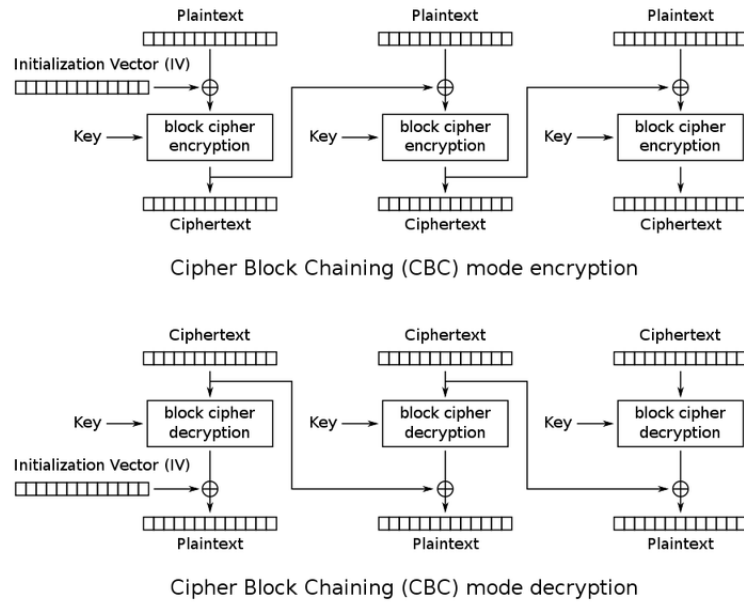 Plaintext Plaintext Plaintext
Initialization Vector (IV)
Key block cipher encryption Key block cipher encryption Key block cipher encryption
Ciphertext Ciphertext Ciphertext
Cipher Block Chaining (CBC) mode encryption
Ciphertext Ciphertext Ciphertext
Key block cipher decryption Key block cipher decryption Key block cipher decryption
Initialization Vector (IV)
Plaintext Plaintext Plaintext
Cipher Block Chaining (CBC) mode decryption